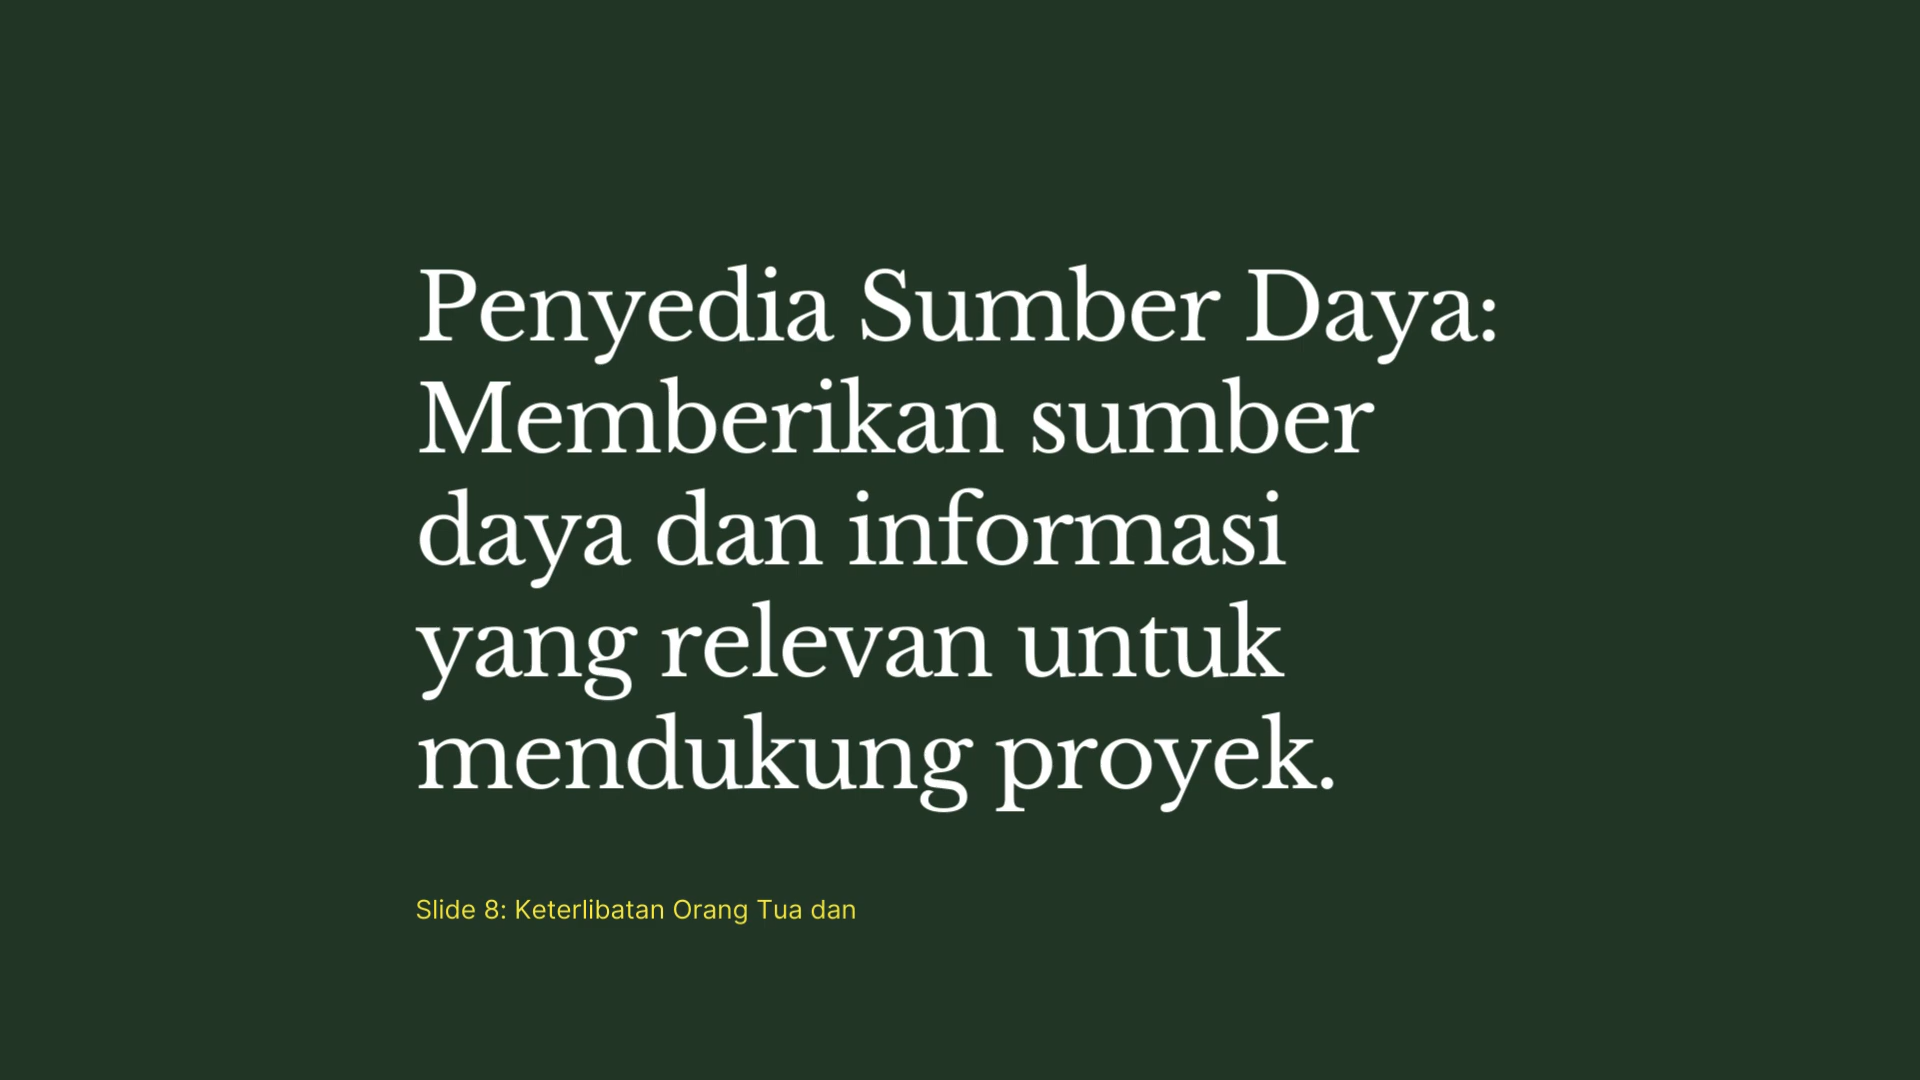 Penyedia Sumber Daya:
Memberikan sumber
daya dan informasi
yang relevan untuk
mendukung proyek.
Slide 8: Keterlibatan Orang Tua dan